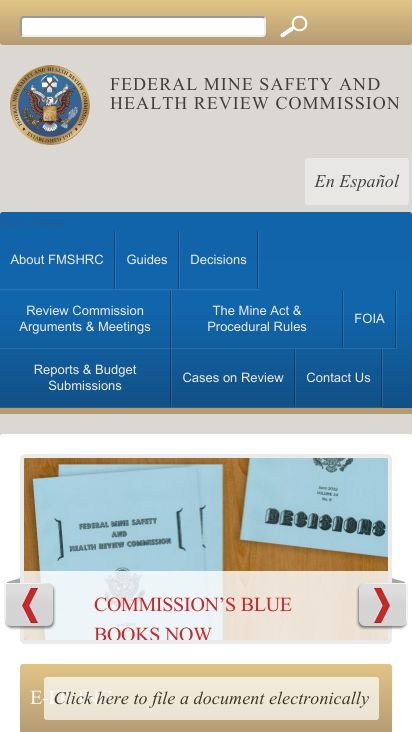 FEDERAL MINE SAFETY AND
HEALTH REVIEW COMMISSION
En Español
About FMSHRC
Guides
Decisions
Review Commission
Arguments & Meetings
The Mine Act &
Procedural Rules
FOIA
Reports & Budget
Submissions
Cases on Review
Contact Us
FEDERAL MINE SAFETY
AND
HEALTH REVIEW COMMISSION
DECISIONS
COMMISSION'S BLUE
BOOKS NOW
Click here to file a document electronically